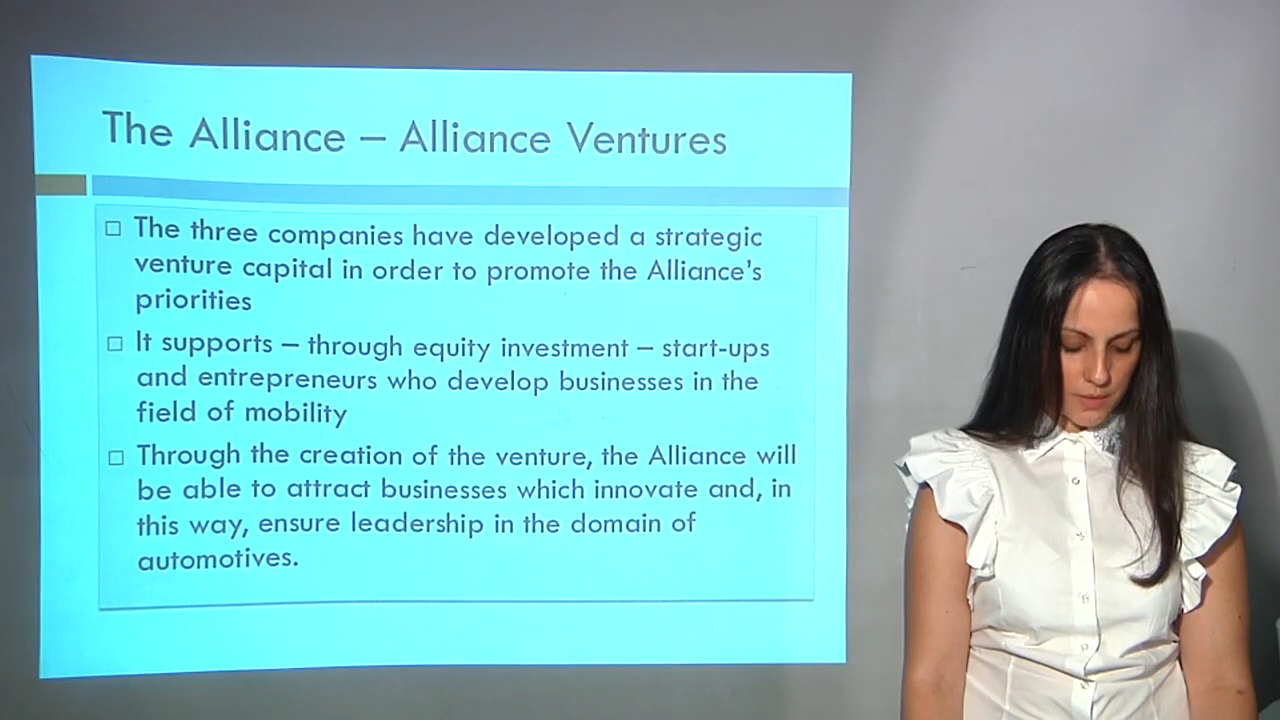 The Alliance – Alliance Ventures
The three companies have developed a strategic
venture capital in order to promote the Alliance's
priorities
It supports – through equity investment – start-ups
and entrepreneurs who develop businesses in the
field of mobility
Through the creation of the venture, the Alliance will
be able to attract businesses which innovate and, in
this way, ensure leadership in the domain of
automotives.